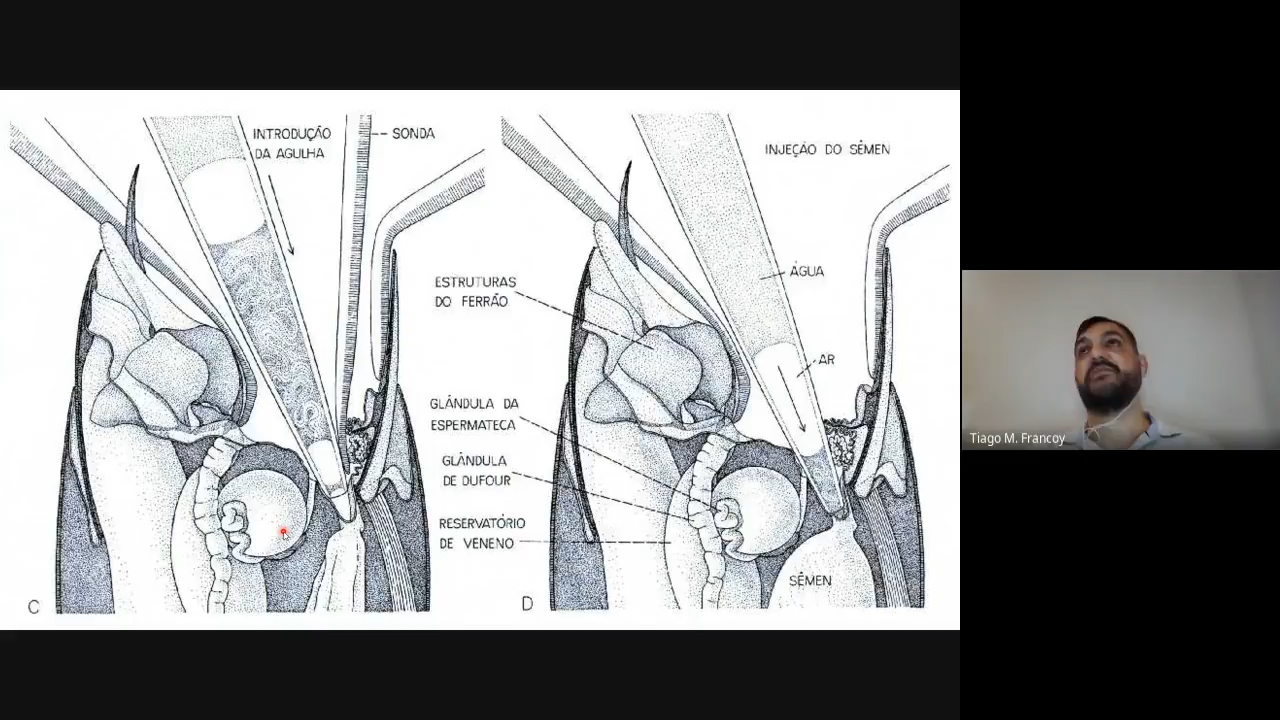 INTRODUÇÃO
DA AGULHA
SONDA
INJEÇÃO DO SÊMEN
ESTRUTURAS
DO FERRÃO
ÁGUA
AR
GLÂNDULA DA
ESPERMATECA
GLÂNDULA
DE DUFOUR
RESERVATÓRIO
DE VENENO
SÊMEN
C
D
Tiago M. Francoy